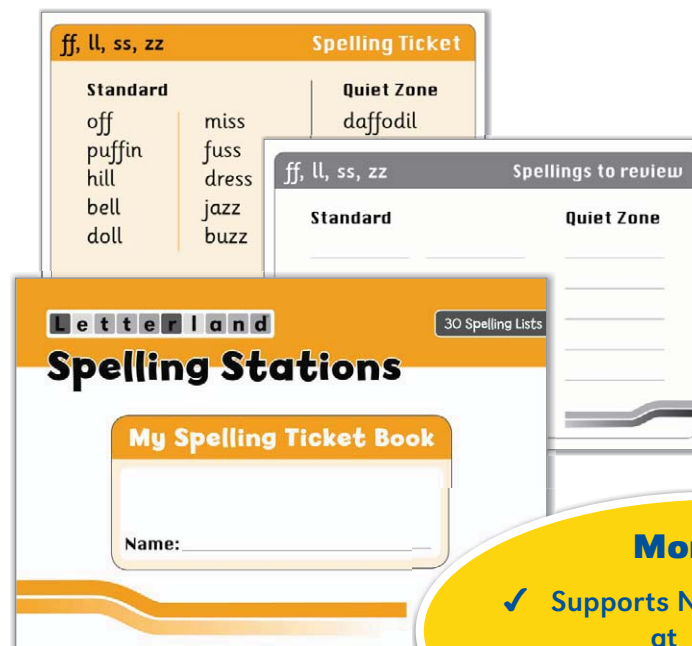 ff, ll, ss, zz Spelling Ticket
Standard Quiet Zone
off miss daffodil
puffin fuss
hill dress
bell jazz
doll buzz
ff, ll, ss, zz Spellings to review
Standard Quiet Zone
Letterland
30 Spelling Lists
Spelling Stations
My Spelling Ticket Book
Name:
✓ Supports
at